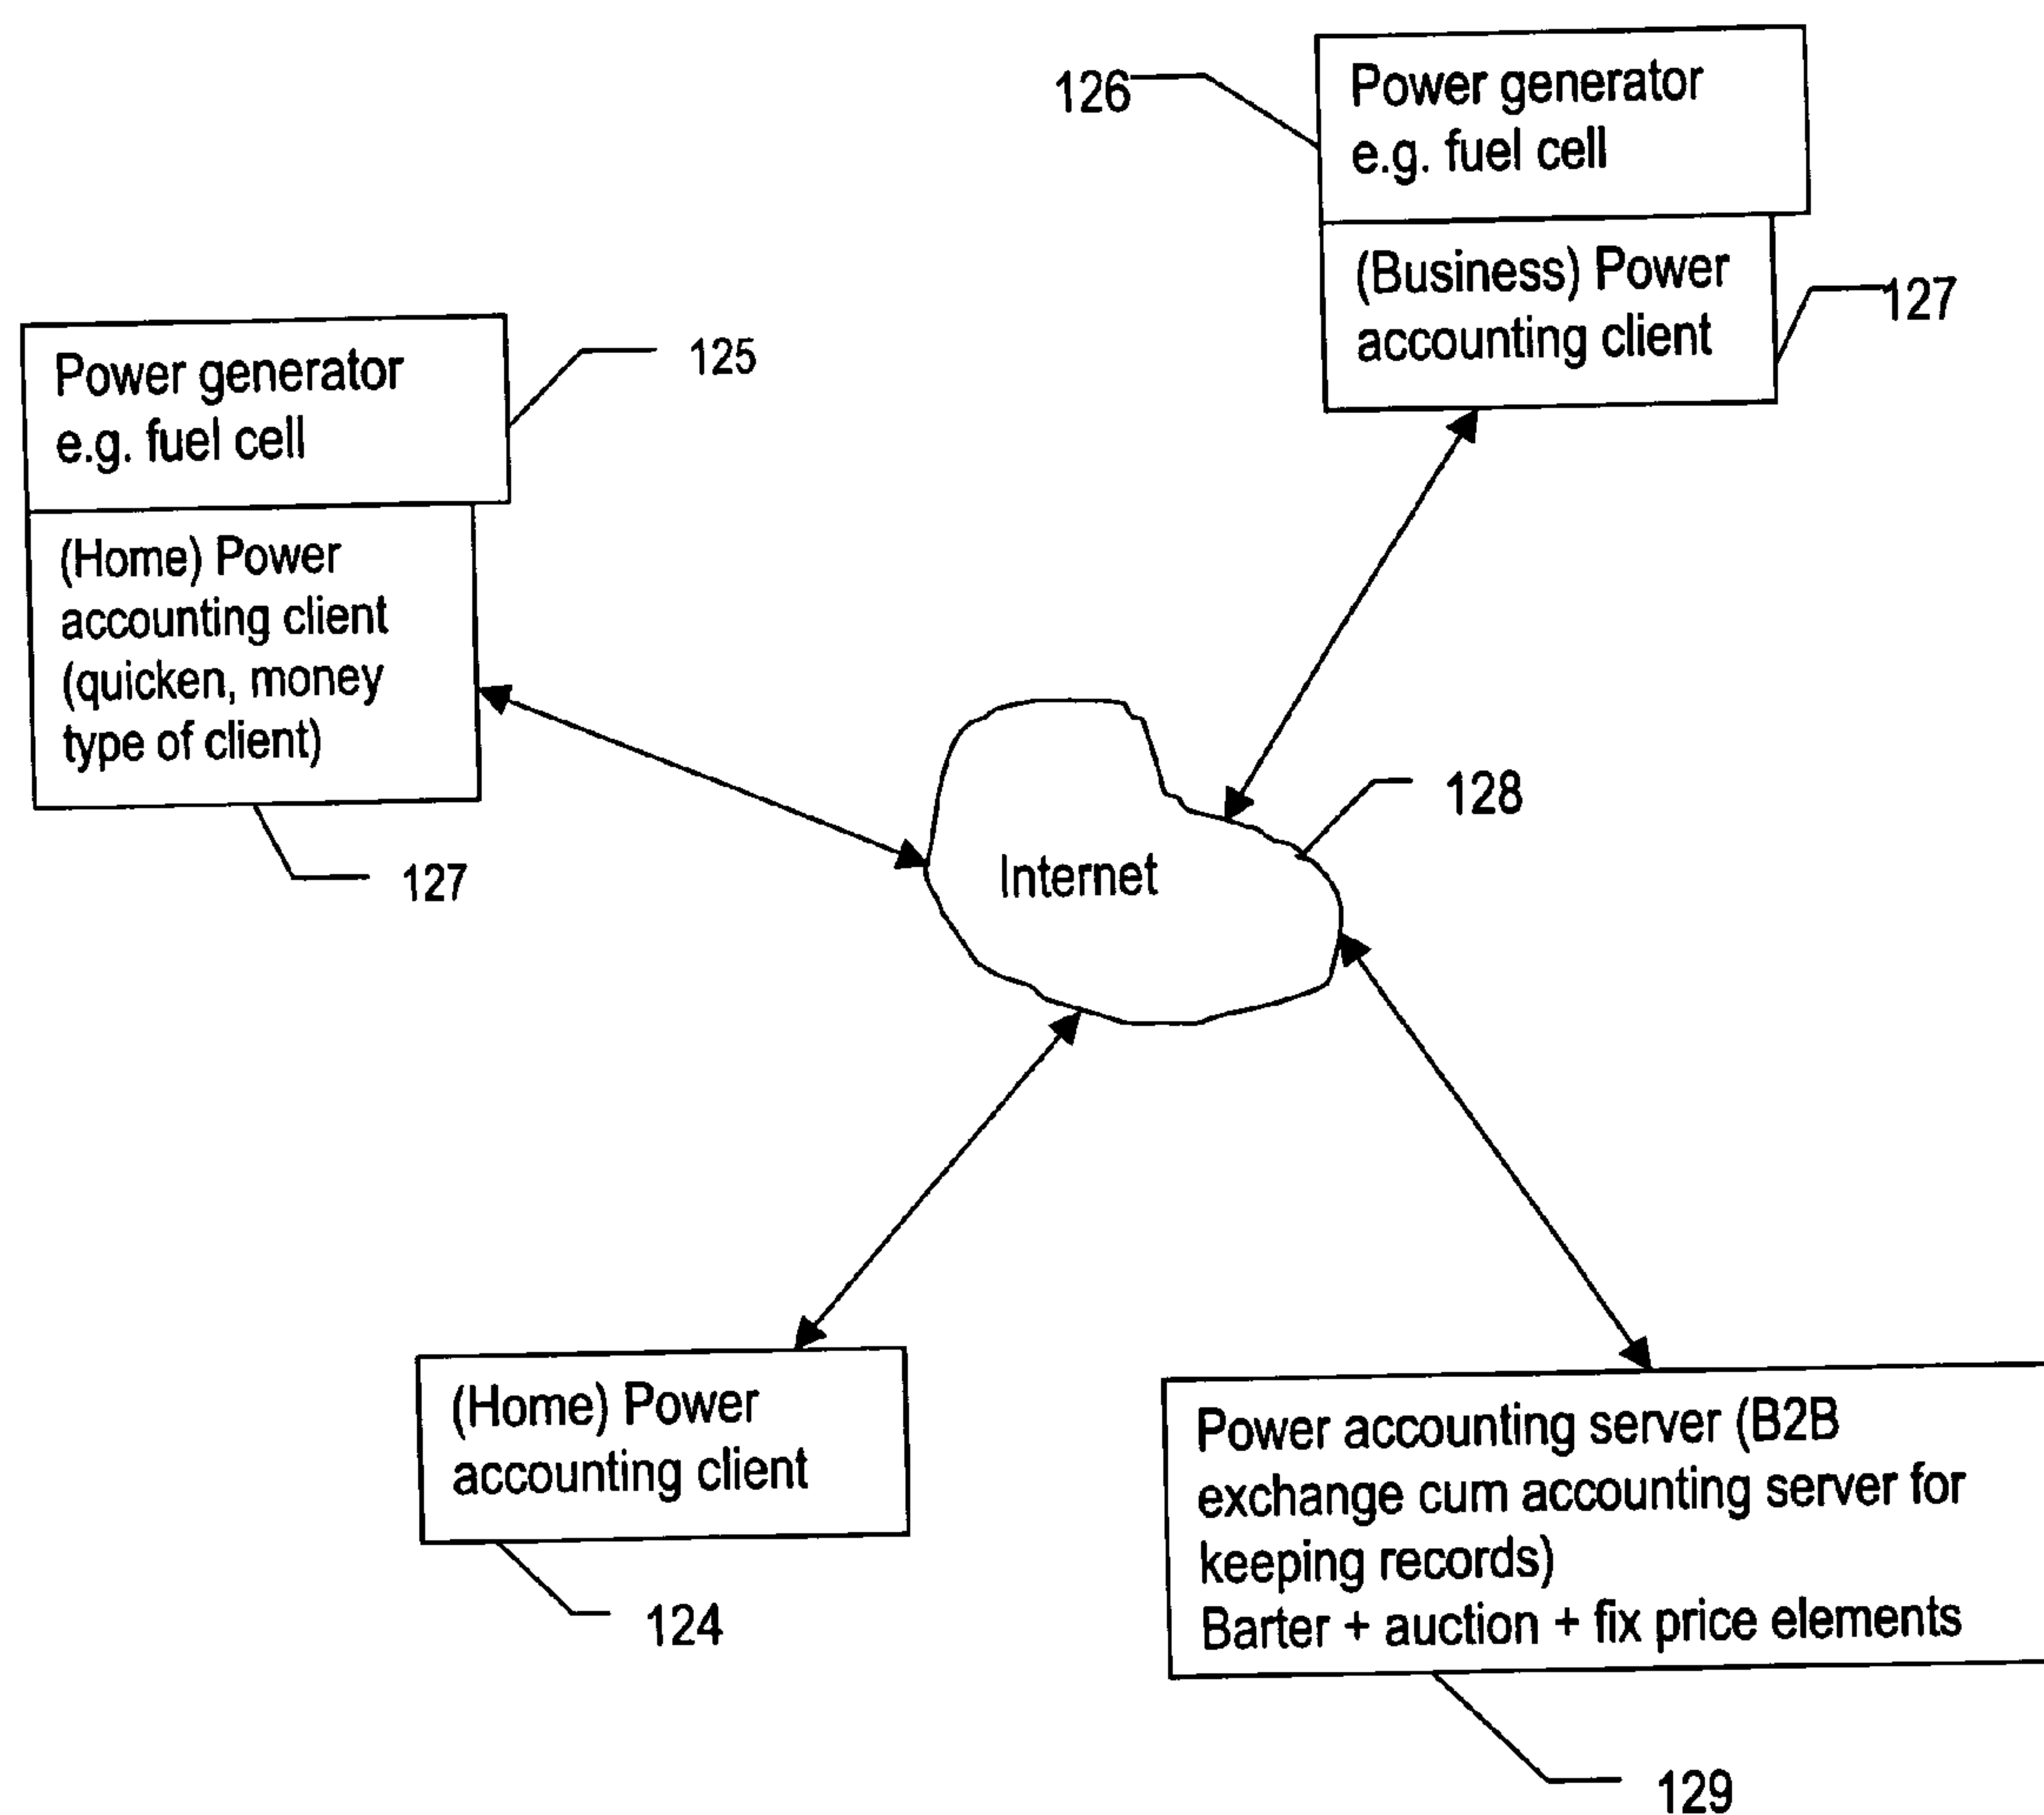 126
Power generator
e.g. fuel cell
(Business) Power
accounting client
127
Power generator
e.g. fuel cell
125
(Home) Power
accounting client
(quicken, money
type of client)
127
128
Internet
(Home) Power
accounting client
124
Power accounting server (B2B
exchange cum accounting server for
keeping records)
Barter + auction + fix price elements
129